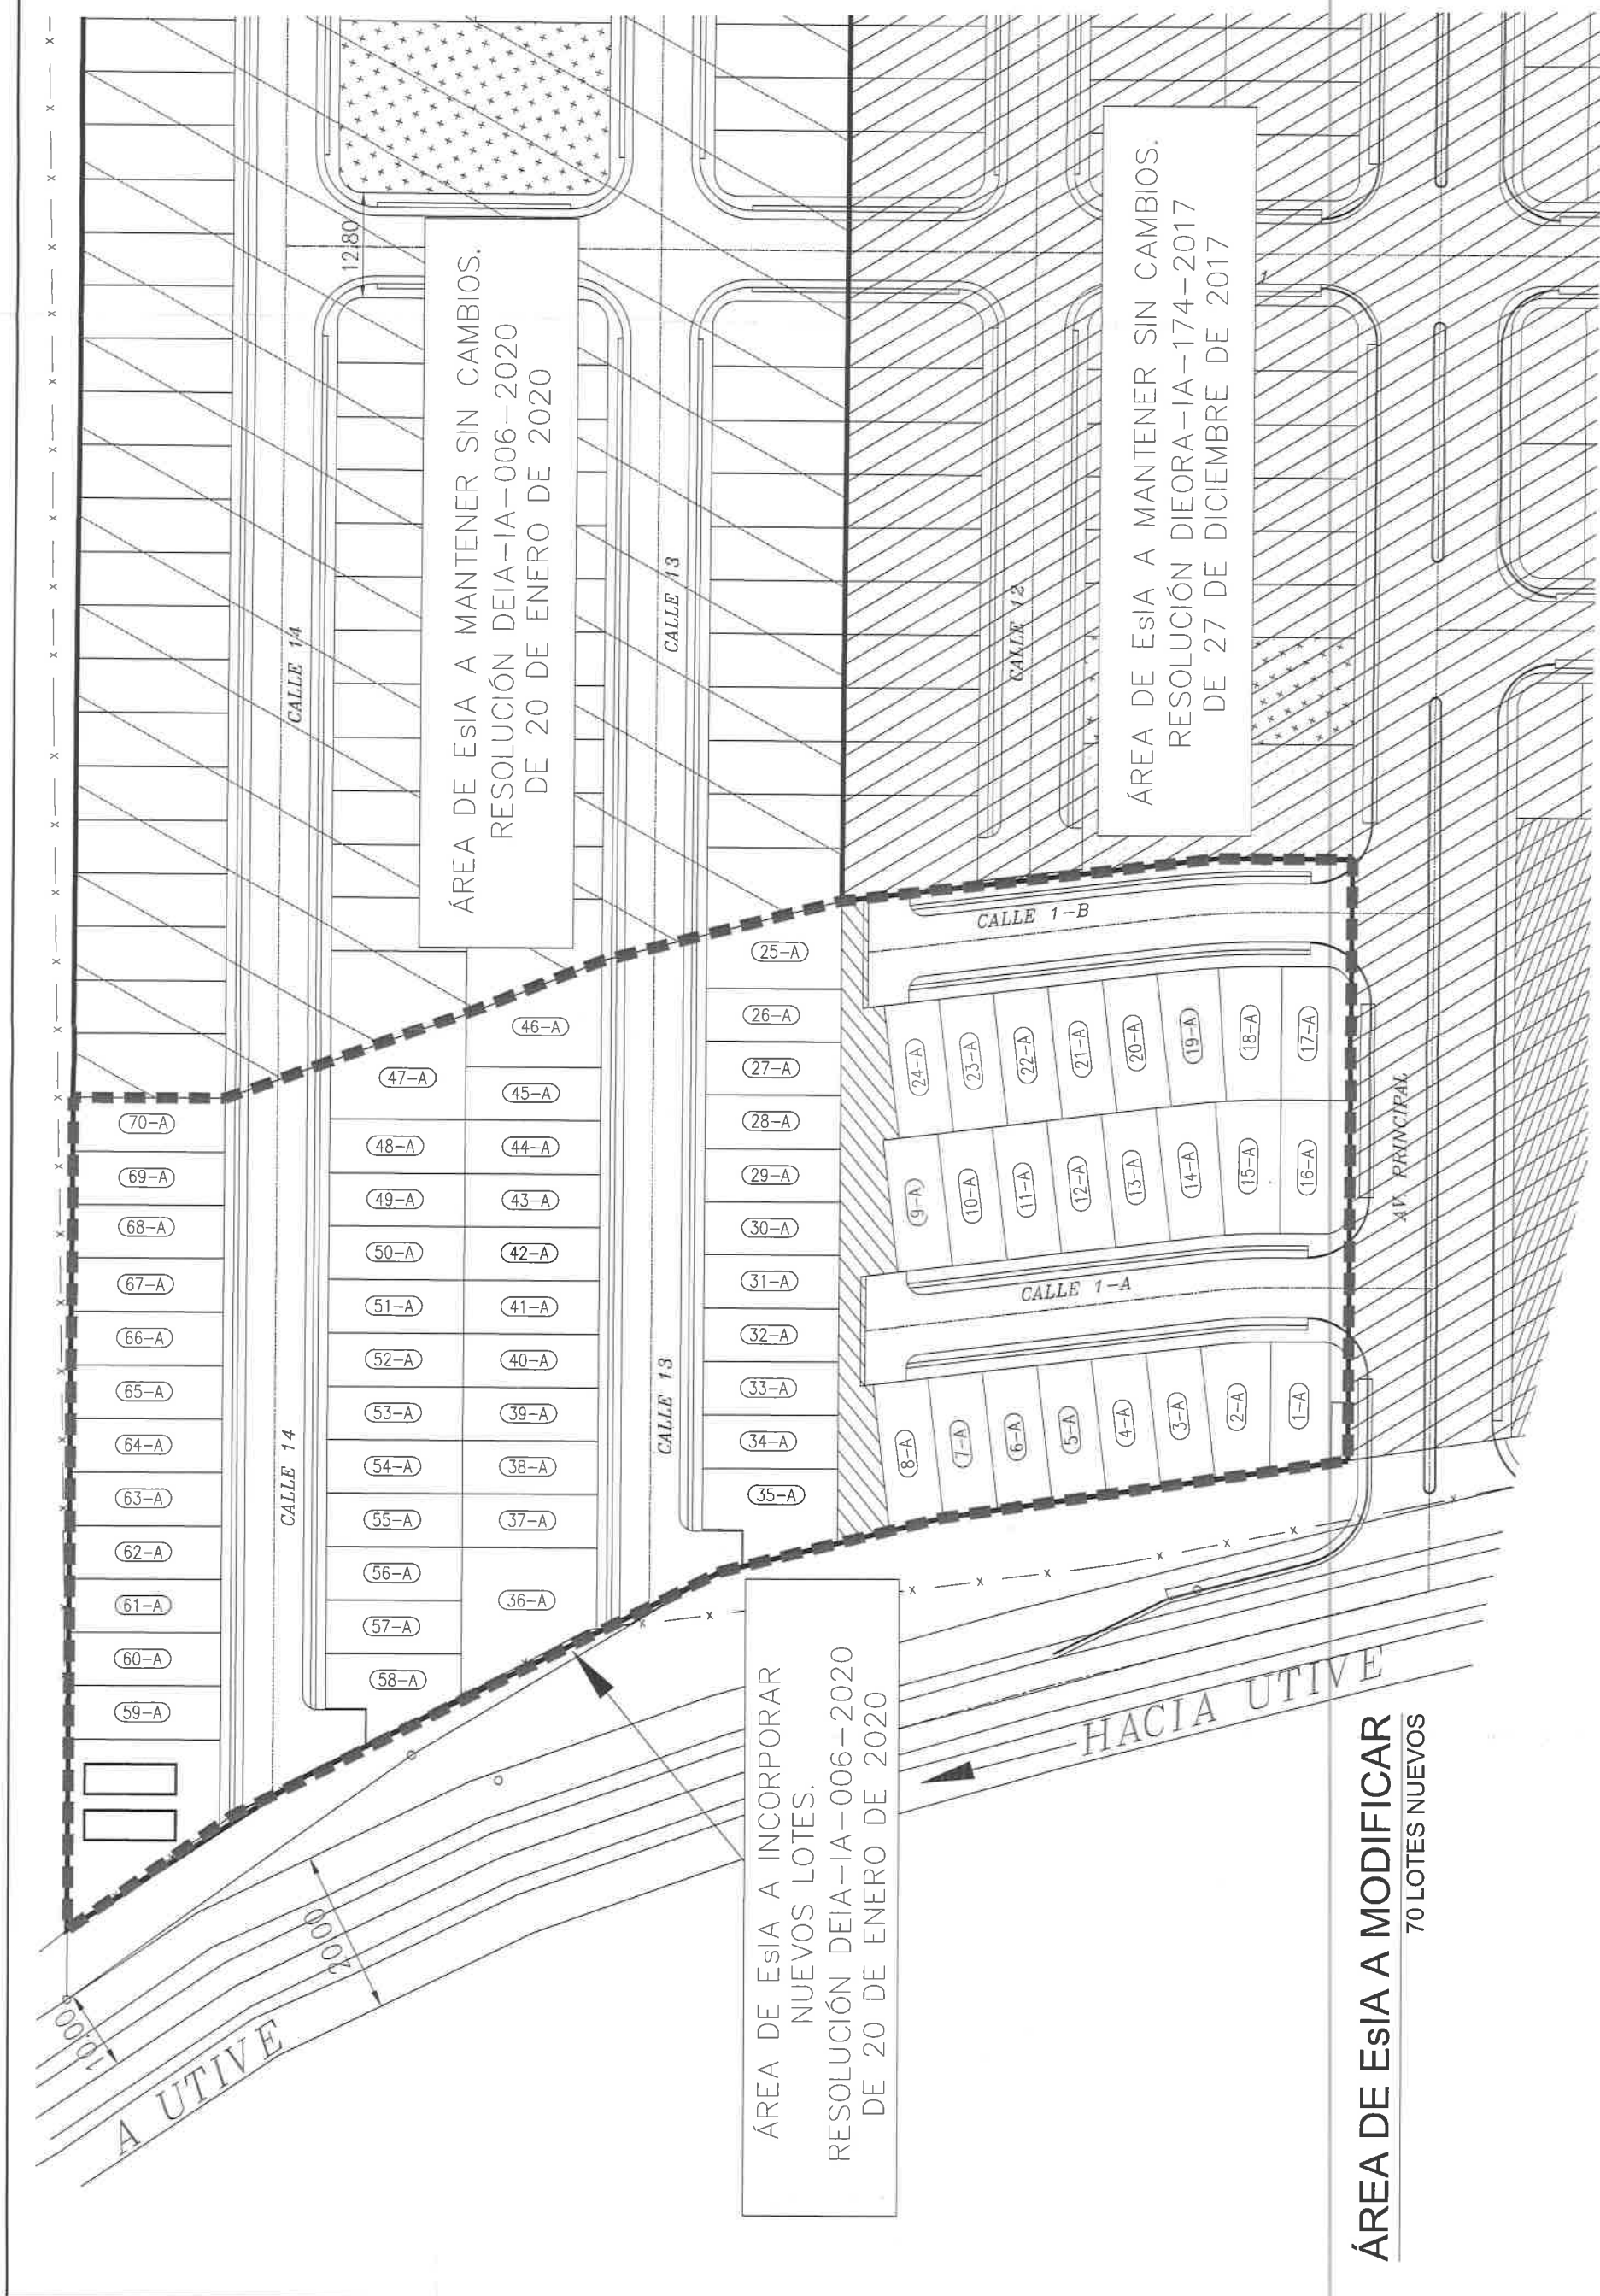 12.80
ÁREA DE EsIA A MANTENER SIN CAMBIOS.
RESOLUCIÓN DEIA-IA-006-2020
DE 20 DE ENERO DE 2020
ÁREA DE EsIA A MANTENER SIN CAMBIOS.
RESOLUCIÓN DIEORA-IA-174-2017
DE 27 DE DICIEMBRE DE 2017
1
CALLE 14
CALLE 13
CALLE 12
CALLE 1-B
CALLE 1-A
AV. PRINCIPAL
CALLE 14
CALLE 13
70-A
69-A
68-A
67-A
66-A
65-A
64-A
63-A
62-A
61-A
60-A
59-A
47-A
48-A
49-A
50-A
51-A
52-A
53-A
54-A
55-A
56-A
57-A
58-A
46-A
45-A
44-A
43-A
42-A
41-A
40-A
39-A
38-A
37-A
36-A
25-A
26-A
27-A
28-A
29-A
30-A
31-A
32-A
33-A
34-A
35-A
24-A
23-A
22-A
21-A
20-A
19-A
18-A
17-A
9-A
10-A
11-A
12-A
13-A
14-A
15-A
16-A
8-A
7-A
6-A
5-A
4-A
3-A
2-A
1-A
ÁREA DE EsIA A INCORPORAR
NUEVOS LOTES.
RESOLUCIÓN DEIA-IA-006-2020
DE 20 DE ENERO DE 2020
HACIA UTIVE
A UTIVE
10.00
20.00
ÁREA DE EsIA A MODIFICAR
70 LOTES NUEVOS